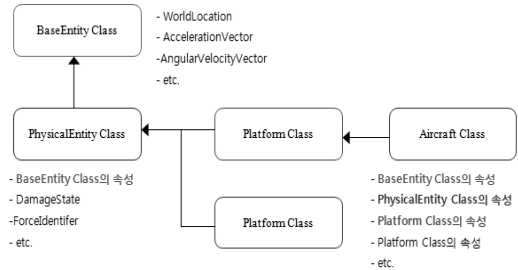 BaseEntity Class
- WorldLocation
- AccelerationVector
-AngularVelocityVector
- etc.
PhysicalEntity Class
Platform Class
Aircraft Class
- BaseEntity Class의 속성
- DamageState
-ForceIdentifer
- etc.
Platform Class
- BaseEntity Class의 속성
- PhysicalEntity Class의 속성
- Platform Class의 속성
- Platform Class의 속성
- etc.